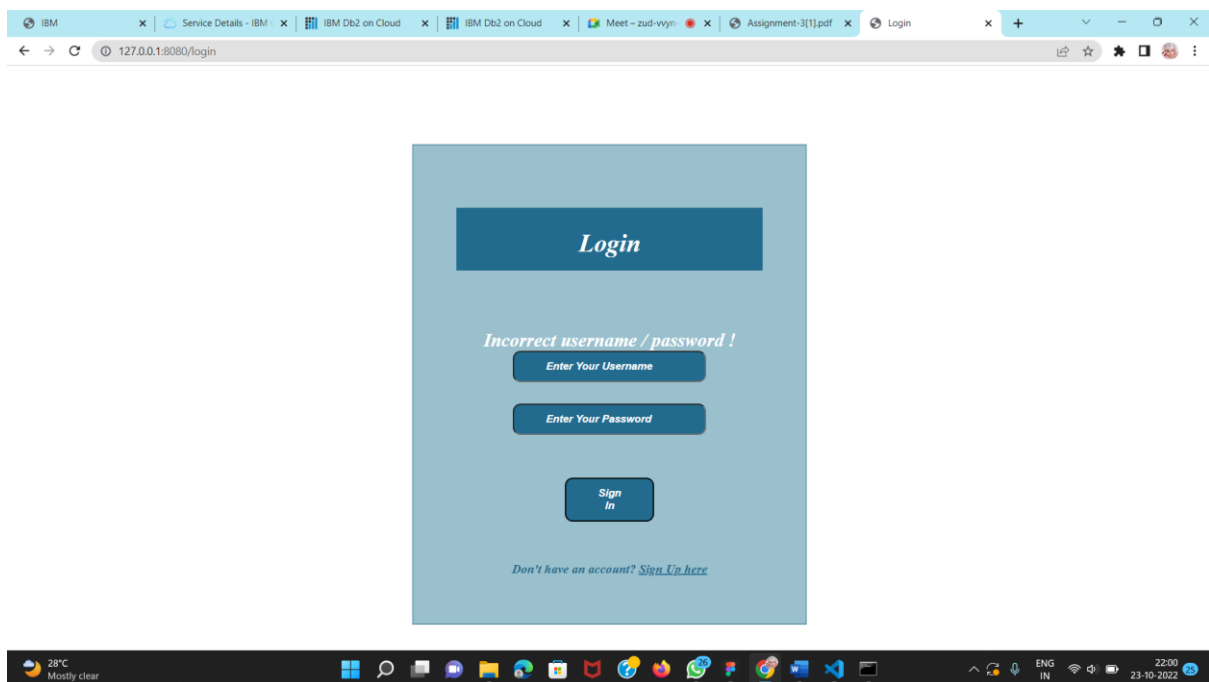 IBM
Service Details - IBM C
IBM Db2 on Cloud
IBM Db2 on Cloud
Meet – zud-vvyn-
Assignment-3[1].pdf
Login
127.0.0.1:8080/login
Login
Incorrect username / password !
Enter Your Username
Enter Your Password
Sign
In
Don't have an account? Sign Up here
28°C
Mostly clear
26
ENG
IN
22:00
23-10-2022
25